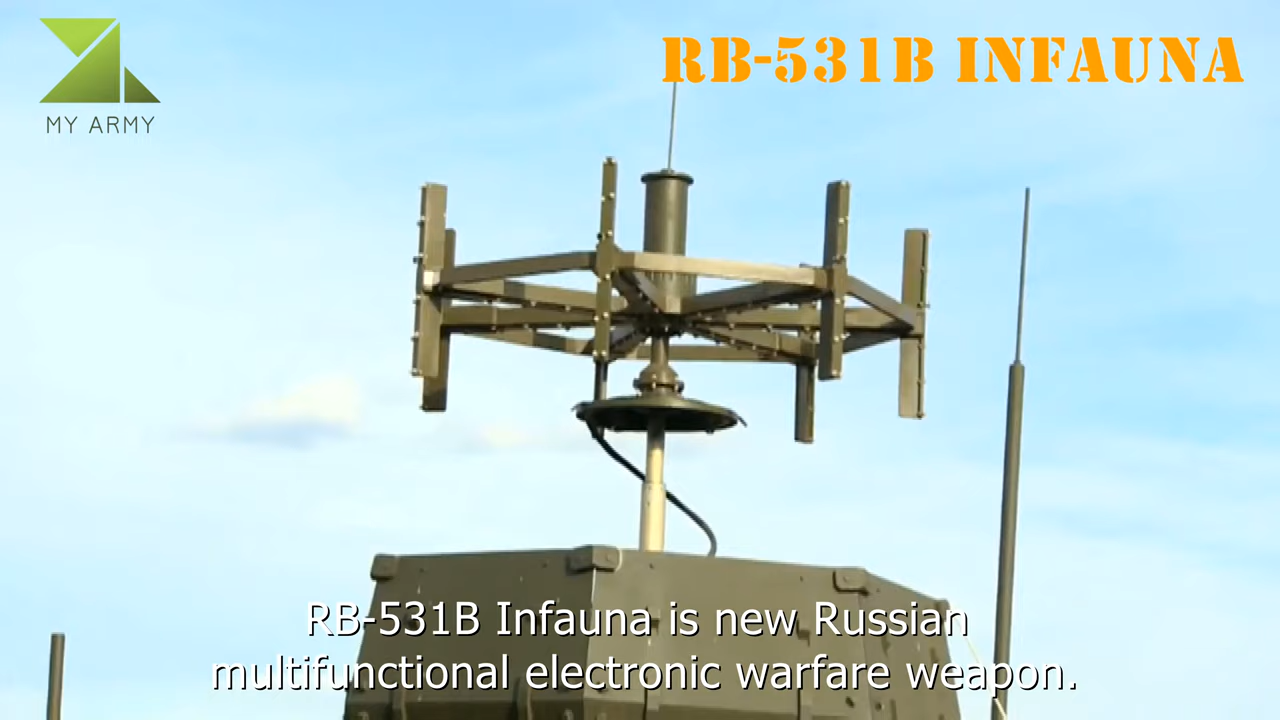 MY ARMY
RB-531B INFAUNA
RB-531B Infauna is new Russian
multifunctional electronic warfare weapon.